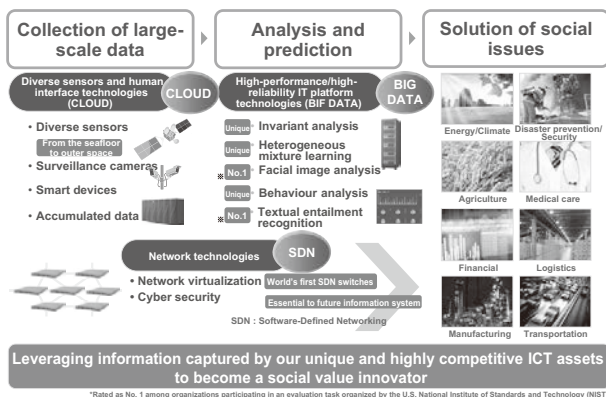 Collection of large-
scale data
Analysis and
prediction
Solution of social
issues
Diverse sensors and human
interface technologies
(CLOUD)
CLOUD
High-performance/high-
reliability IT platform
technologies (BIF DATA)
BIG
DATA
• Diverse sensors
From the seafloor
to outer space
• Surveillance cameras
• Smart devices
• Accumulated data
Unique • Invariant analysis
Unique • Heterogeneous
mixture learning
※ No.1 • Facial image analysis
Unique • Behaviour analysis
※ No.1 • Textual entailment
recognition
Energy/Climate
Disaster prevention/
Security
Agriculture
Medical care
Financial
Logistics
Manufacturing
Transportation
Network technologies
SDN
• Network virtualization
World's first SDN switches
• Cyber security
Essential to future information system
SDN : Software-Defined Networking
Leveraging information captured by our unique and highly competitive ICT assets
to become a social value innovator
*Rated as No. 1 among organizations participating in an evaluation task organized by the U.S. National Institute of Standards and Technology (NIST